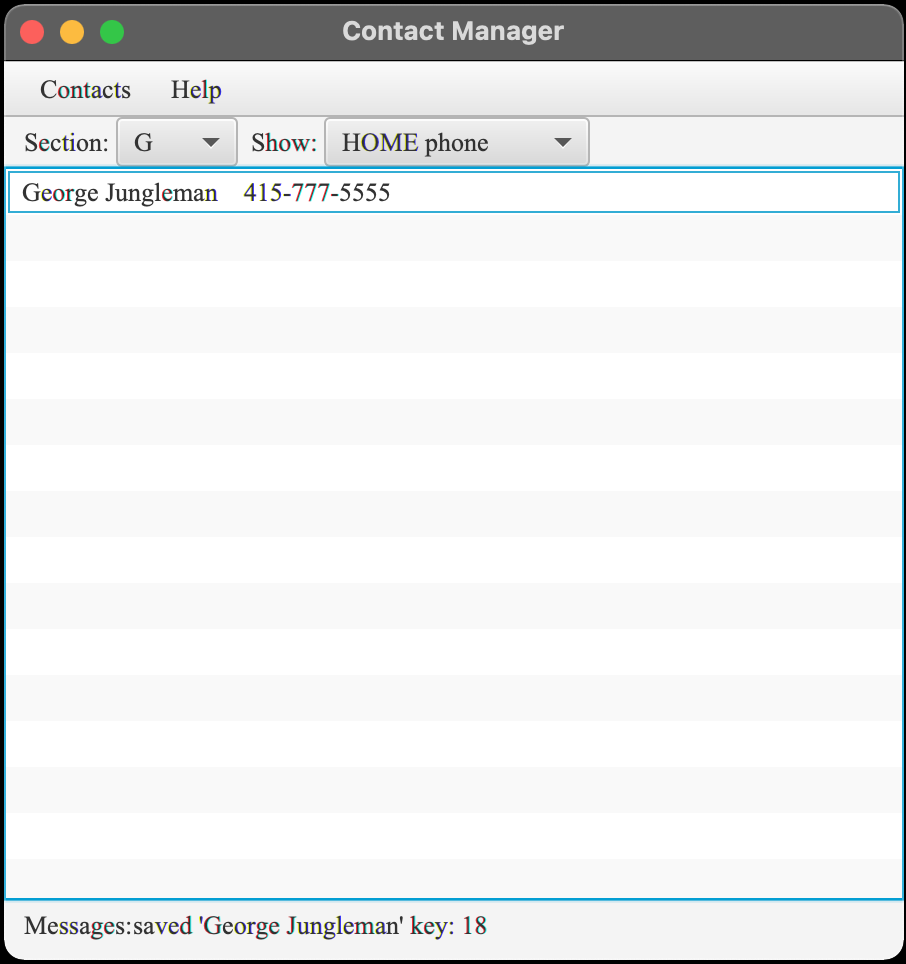 Contact Manager
Contacts Help
Section: G Show: HOME phone
George Jungleman 415-777-5555
Messages:saved 'George Jungleman' key: 18